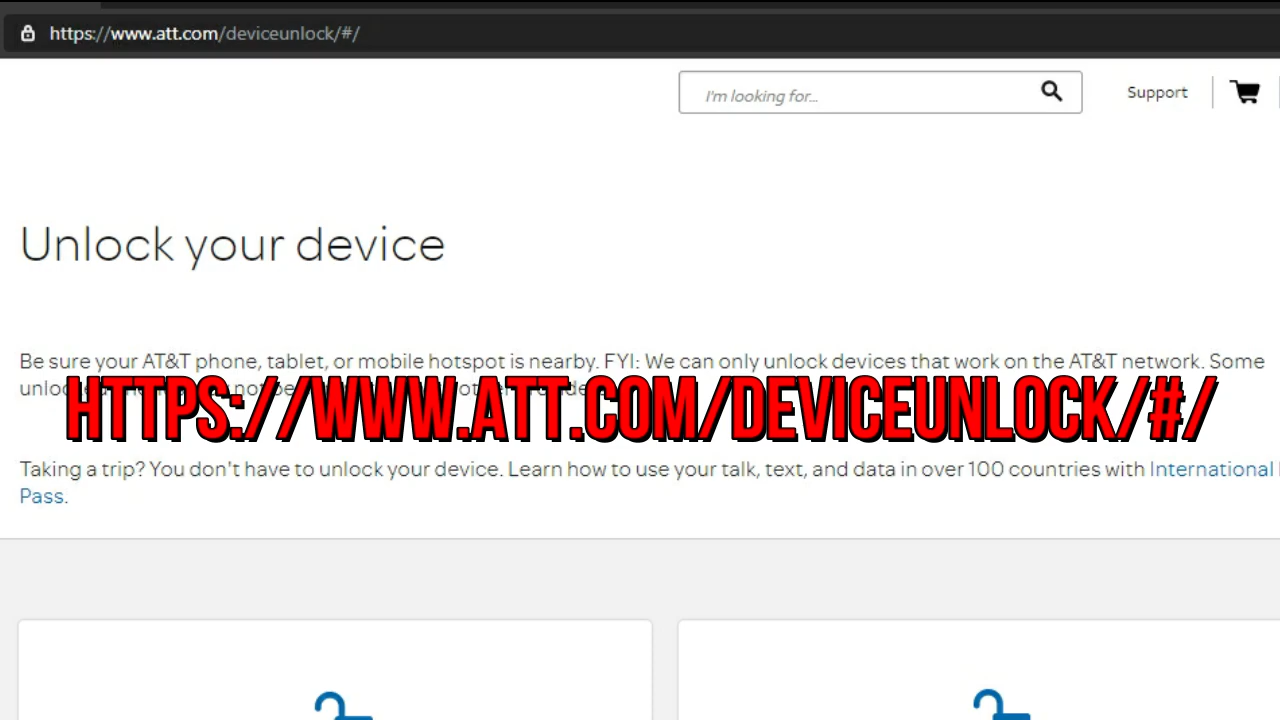 https://www.att.com/deviceunlock/#/
I'm looking for...
Support
Unlock your device
Be sure your AT&T phone, tablet, or mobile hotspot is nearby. FYI: We can only unlock devices that work on the AT&T network. Some
HTTPS://WWW.ATT.COM/DEVICEUNLOCK/#/
Taking a trip? You don't have to unlock your device. Learn how to use your talk, text, and data in over 100 countries with International
Pass.